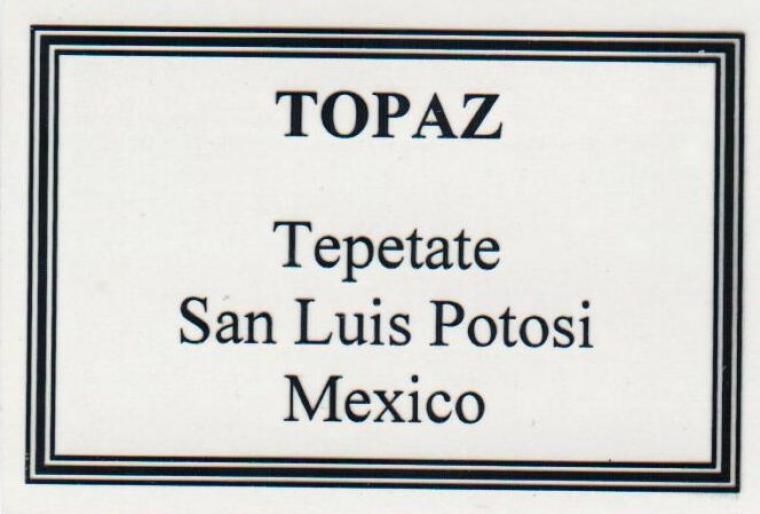 TOPAZ
Tepetate
San Luis Potosi
Mexico